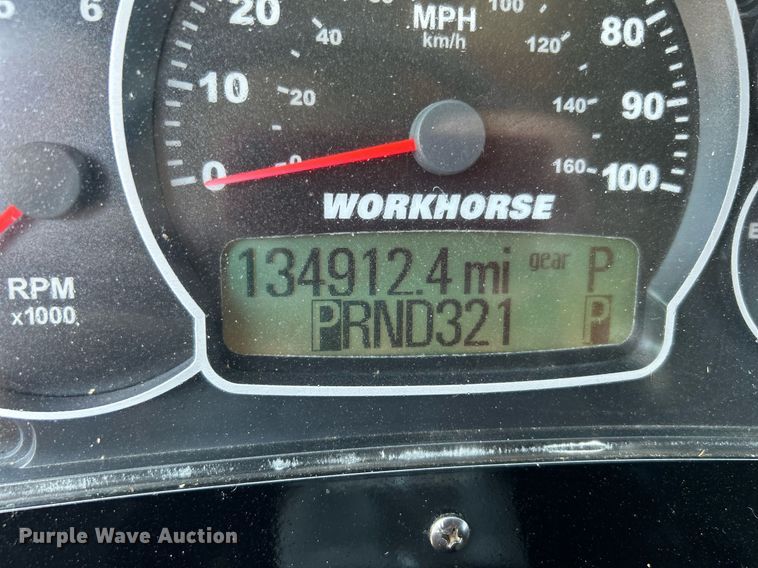 5 6
20 MPH 100 80
40 km/h 120
10 20 140 90
0 0 160 100
WORKHORSE
134912.4 mi gear P
PRND321 P
RPM
x1000
E
Purple Wave Auction